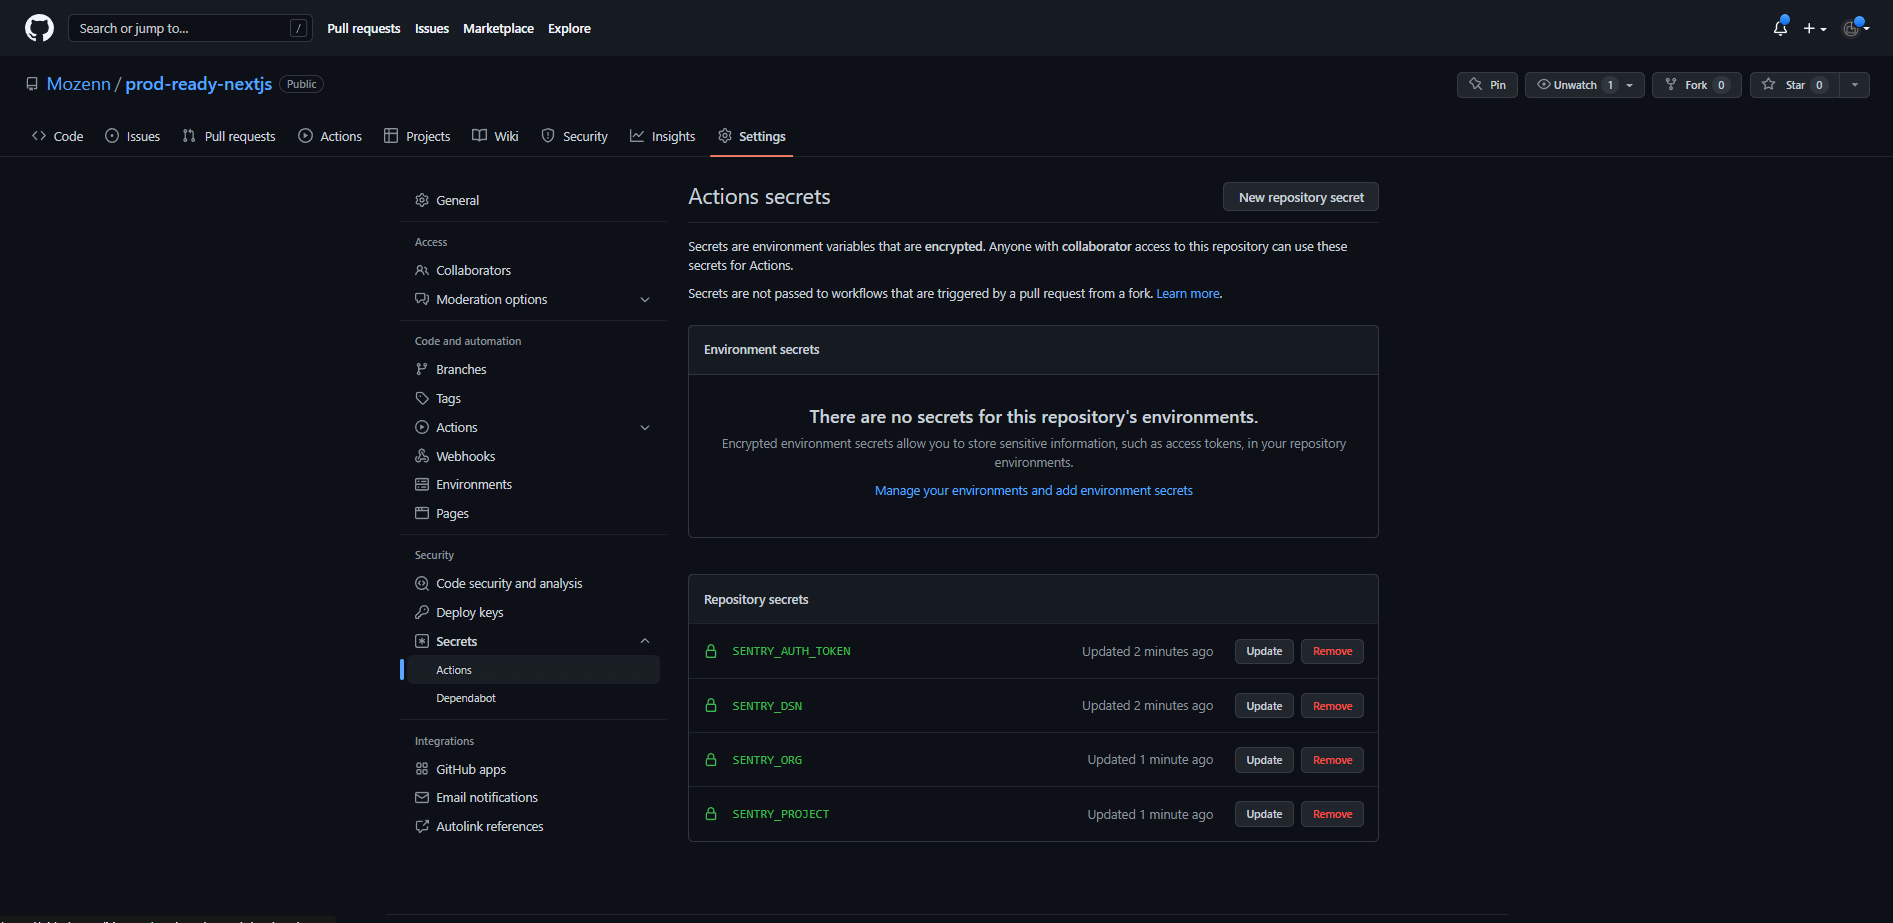 Search or jump to... /
Pull requests Issues Marketplace Explore
Mozenn / prod-ready-nextjs Public
Pin Unwatch 1 Fork 0 Star 0
Code Issues Pull requests Actions Projects Wiki Security Insights Settings
General
Access
Collaborators
Moderation options
Code and automation
Branches
Tags
Actions
Webhooks
Environments
Pages
Security
Code security and analysis
Deploy keys
Secrets
Actions
Dependabot
Integrations
GitHub apps
Email notifications
Autolink references
Actions secrets
New repository secret
Secrets are environment variables that are encrypted. Anyone with collaborator access to this repository can use these
secrets for Actions.
Secrets are not passed to workflows that are triggered by a pull request from a fork. Learn more.
Environment secrets
There are no secrets for this repository's environments.
Encrypted environment secrets allow you to store sensitive information, such as access tokens, in your repository
environments.
Manage your environments and add environment secrets
Repository secrets
SENTRY_AUTH_TOKEN Updated 2 minutes ago Update Remove
SENTRY_DSN Updated 2 minutes ago Update Remove
SENTRY_ORG Updated 1 minute ago Update Remove
SENTRY_PROJECT Updated 1 minute ago Update Remove